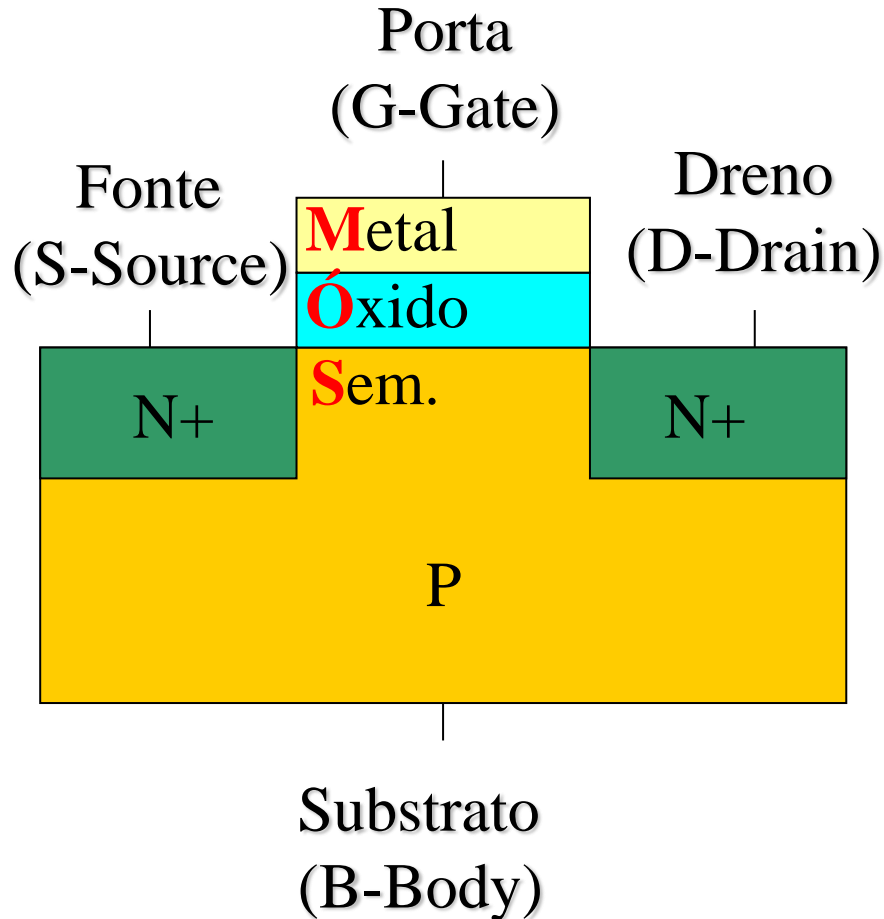 Porta
(G-Gate)
Fonte
(S-Source)
Dreno
(D-Drain)
Metal
Óxido
Sem.
N+
N+
P
Substrato
(B-Body)